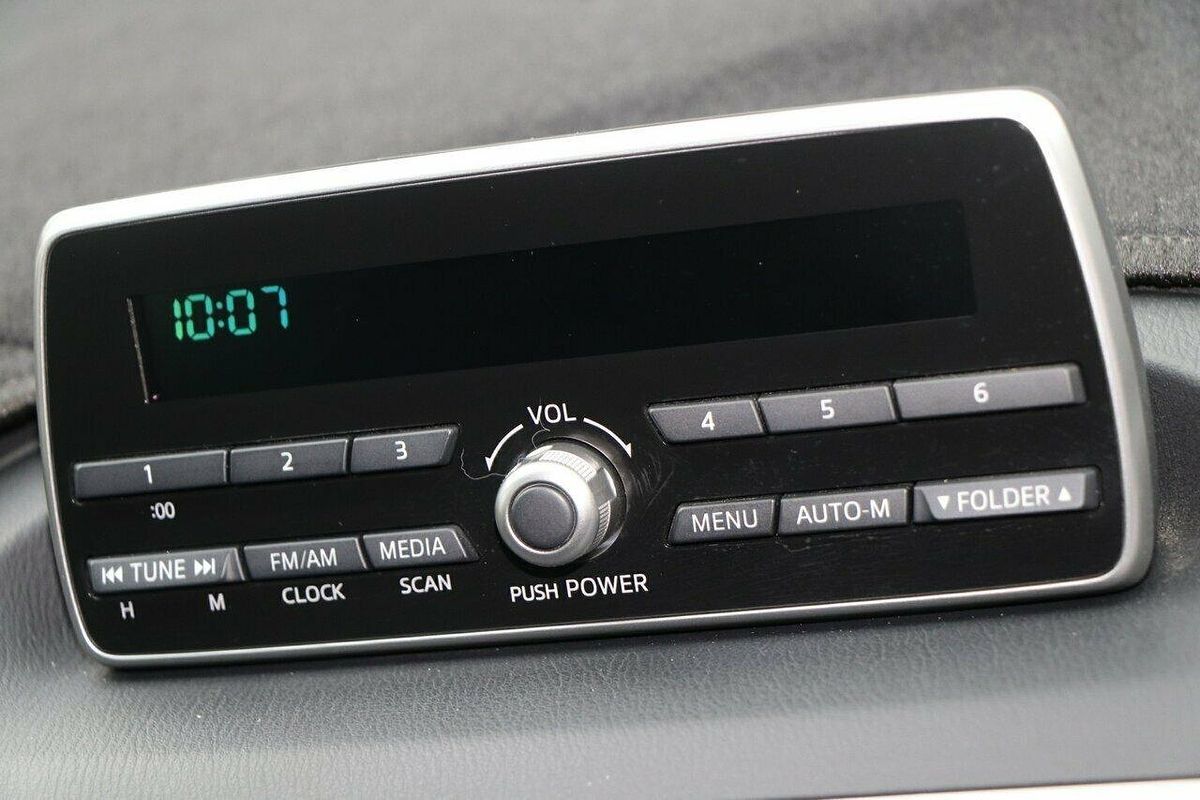 10:07
VOL
1 2 3
4 5 6
:00
⏮ TUNE ⏭ FM/AM MEDIA
MENU AUTO-M ▼ FOLDER ▲
H M CLOCK SCAN
PUSH POWER